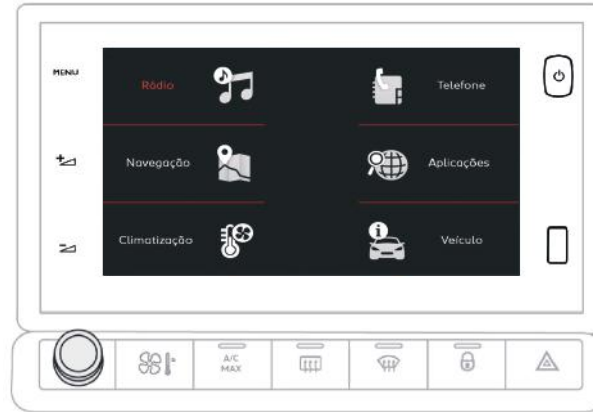 MENU
Rádio
Telefone
Navegação
Aplicações
Climatização
Veículo
A/C
MAX